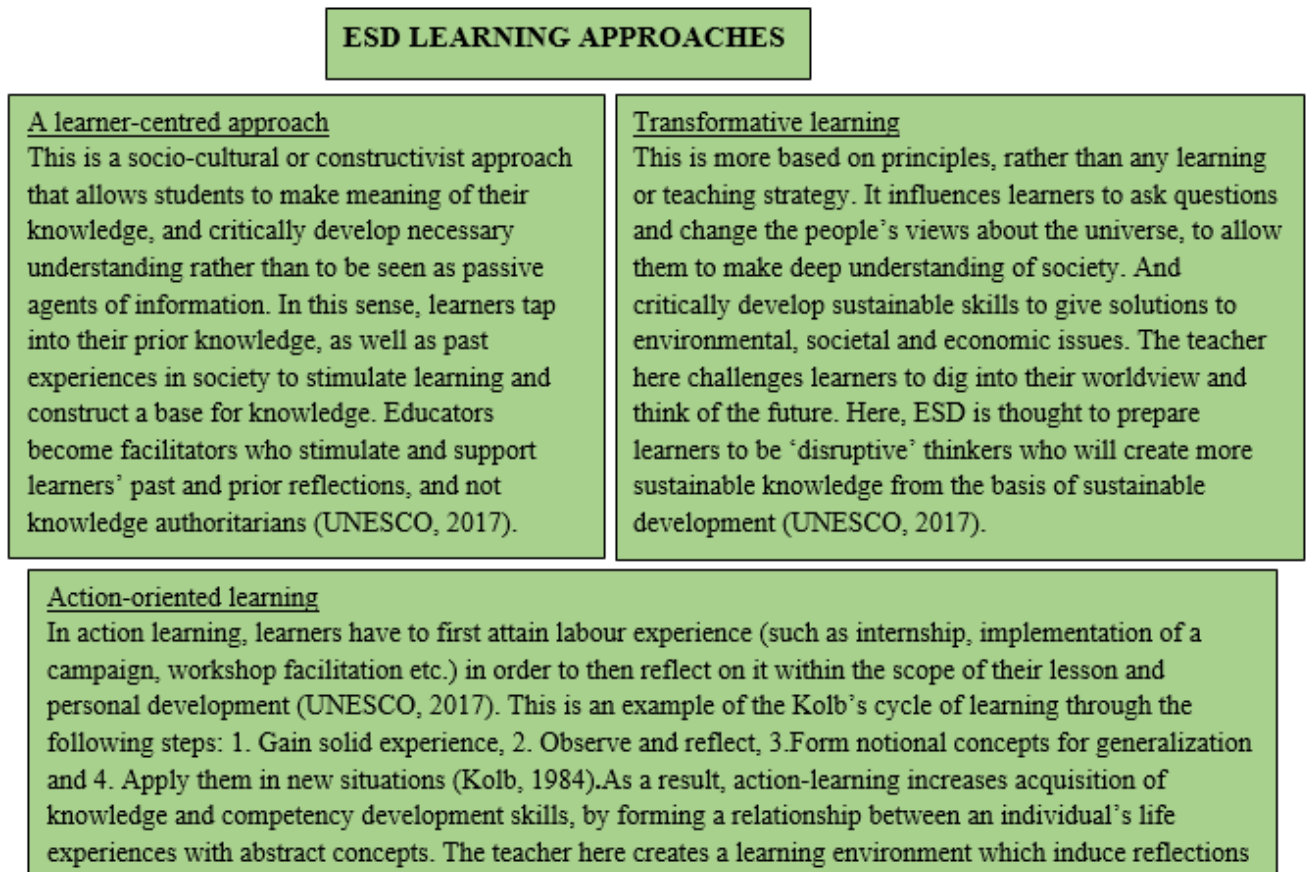 ESD LEARNING APPROACHES
A learner-centred approach
This is a socio-cultural or constructivist approach
that allows students to make meaning of their
knowledge, and critically develop necessary
understanding rather than to be seen as passive
agents of information. In this sense, learners tap
into their prior knowledge, as well as past
experiences in society to stimulate learning and
construct a base for knowledge. Educators
become facilitators who stimulate and support
learners’ past and prior reflections, and not
knowledge authoritarians (UNESCO, 2017).
Transformative learning
This is more based on principles, rather than any learning
or teaching strategy. It influences learners to ask questions
and change the people’s views about the universe, to allow
them to make deep understanding of society. And
critically develop sustainable skills to give solutions to
environmental, societal and economic issues. The teacher
here challenges learners to dig into their worldview and
think of the future. Here, ESD is thought to prepare
learners to be ‘disruptive’ thinkers who will create more
sustainable knowledge from the basis of sustainable
development (UNESCO, 2017).
Action-oriented learning
In action learning, learners have to first attain labour experience (such as internship, implementation of a
campaign, workshop facilitation etc.) in order to then reflect on it within the scope of their lesson and
personal development (UNESCO, 2017). This is an example of the Kolb’s cycle of learning through the
following steps: 1. Gain solid experience, 2. Observe and reflect, 3.Form notional concepts for generalization
and 4. Apply them in new situations (Kolb, 1984).As a result, action-learning increases acquisition of
knowledge and competency development skills, by forming a relationship between an individual’s life
experiences with abstract concepts. The teacher here creates a learning environment which induce reflections